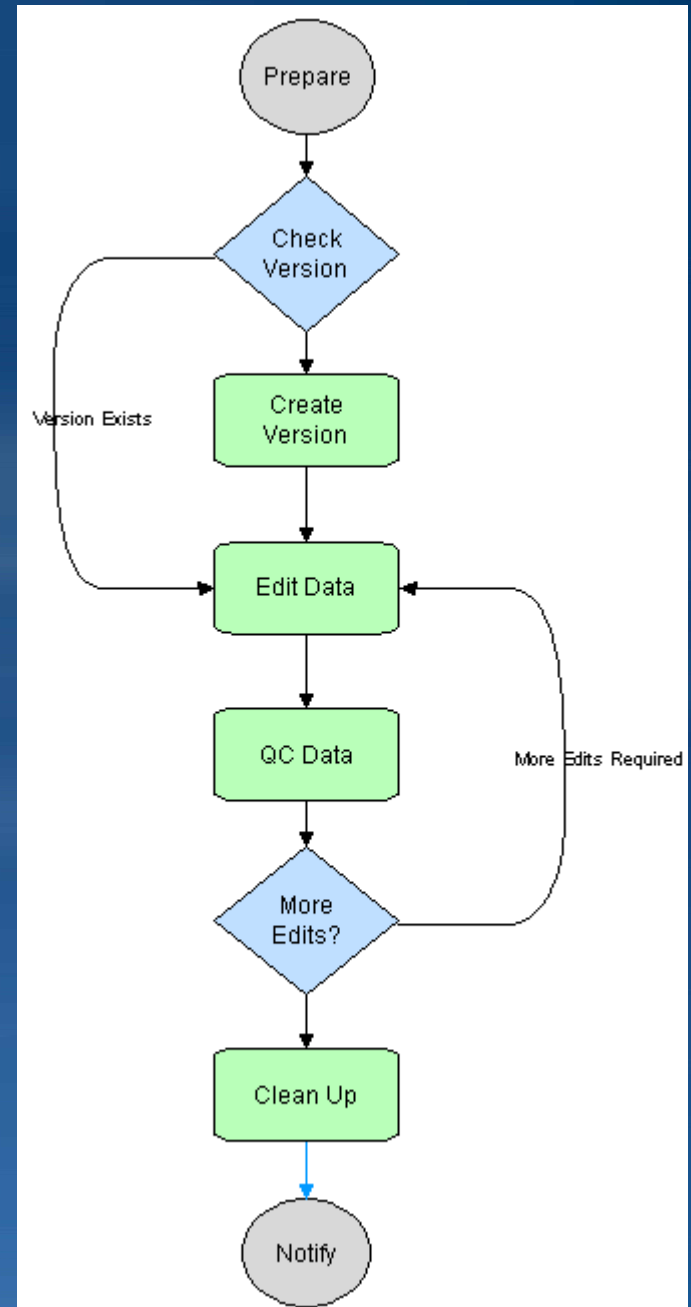 Prepare
Check
Version
Create
Version
Version Exists
Edit Data
QC Data
More Edits Required
More
Edits?
Clean Up
Notify